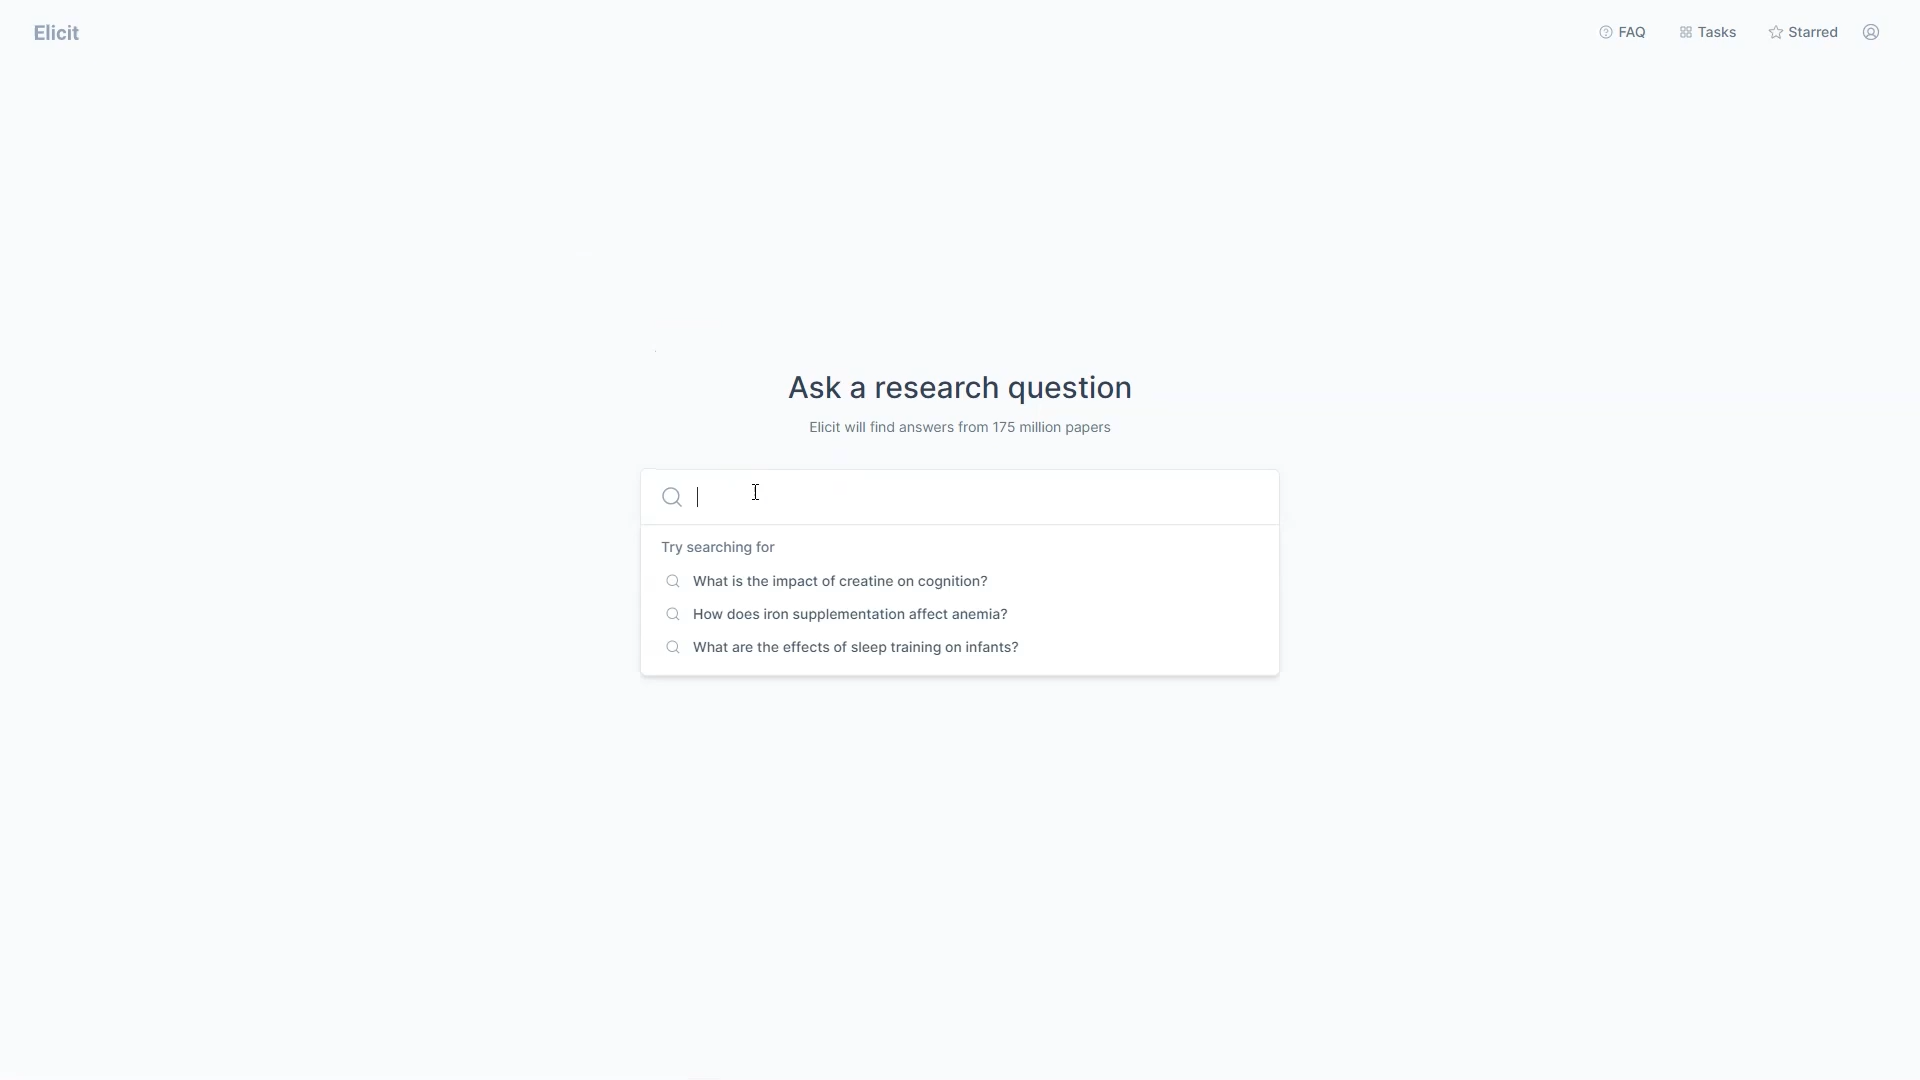 Elicit
FAQ
Tasks
Starred
Ask a research question
Elicit will find answers from 175 million papers
Try searching for
What is the impact of creatine on cognition?
How does iron supplementation affect anemia?
What are the effects of sleep training on infants?